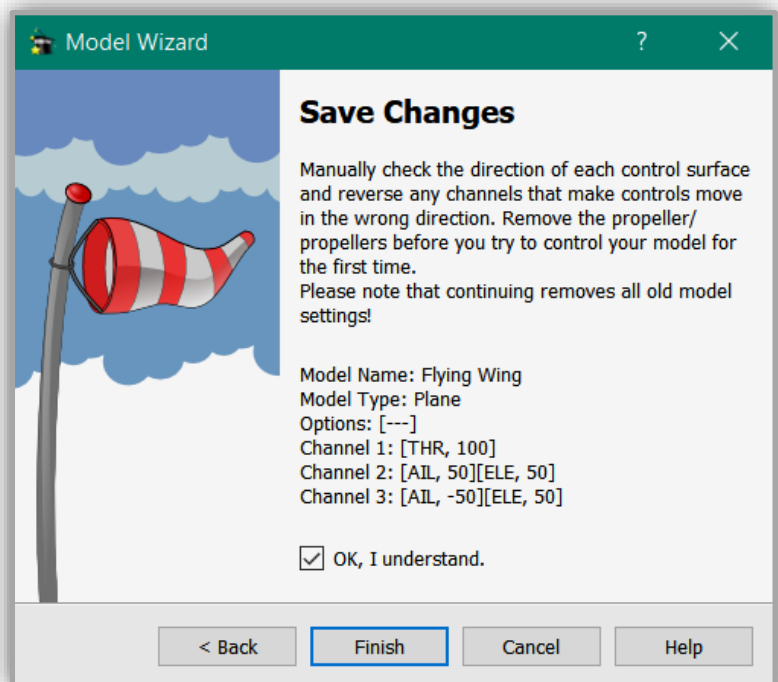 Model Wizard
?
Save Changes
Manually check the direction of each control surface
and reverse any channels that make controls move
in the wrong direction. Remove the propeller/
propellers before you try to control your model for
the first time.
Please note that continuing removes all old model
settings!
Model Name: Flying Wing
Model Type: Plane
Options: [---]
Channel 1: [THR, 100]
Channel 2: [AIL, 50][ELE, 50]
Channel 3: [AIL, -50][ELE, 50]
OK, I understand.
< Back
Finish
Cancel
Help